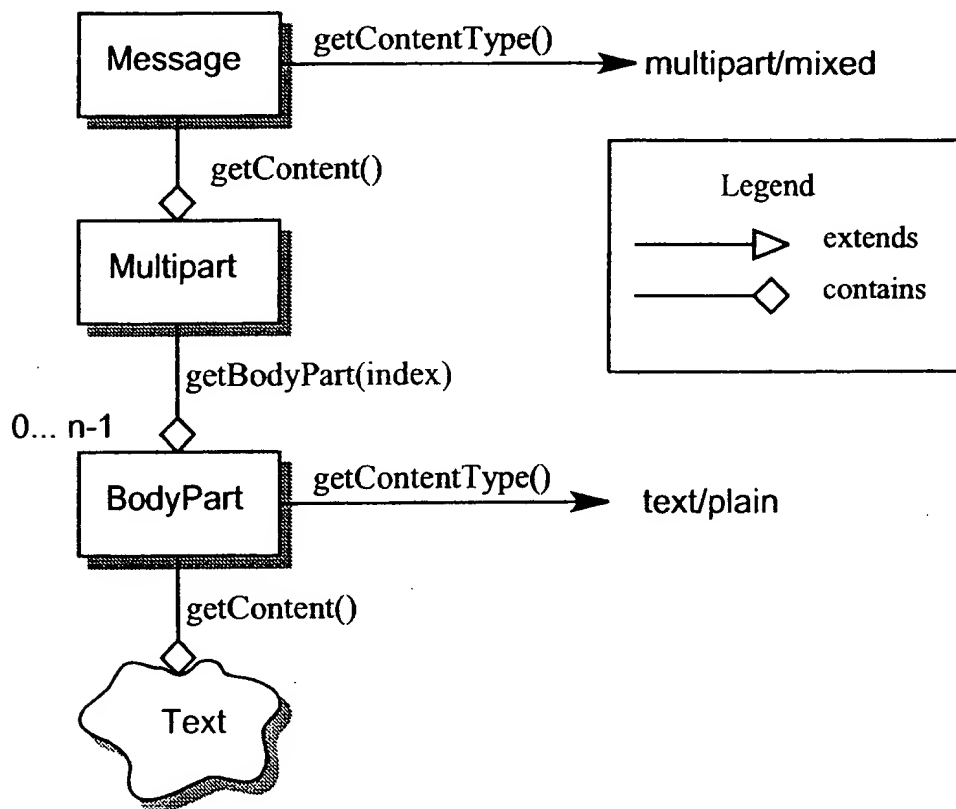 Message
getContentType()
multipart/mixed
getContent()
Legend
extends
contains
Multipart
getBodyPart(index)
0... n-1
BodyPart
getContentType()
text/plain
getContent()
Text